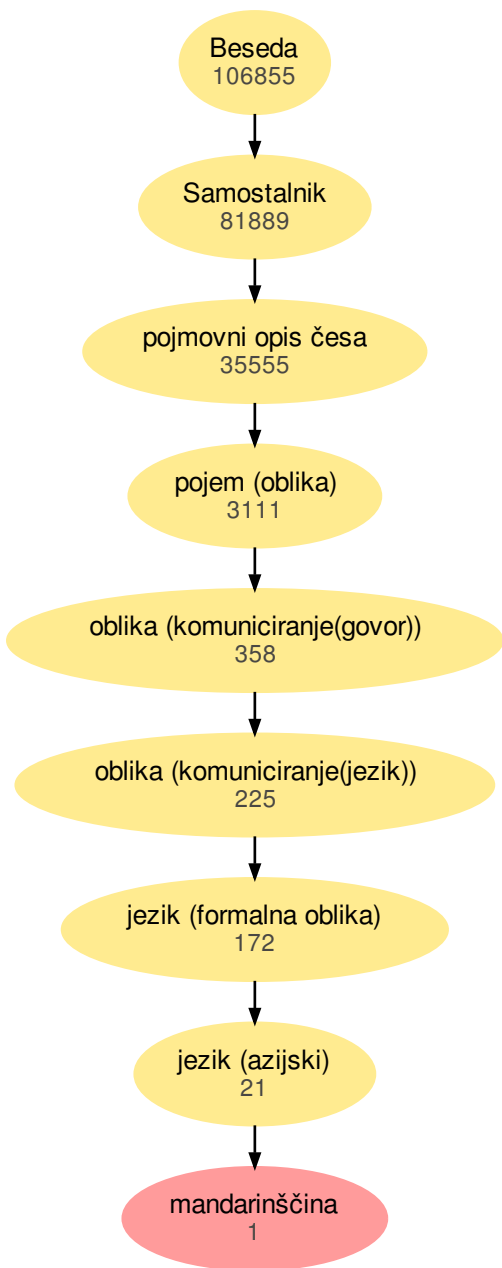 Beseda
106855
Samostalnik
81889
pojmovni opis česa
35555
pojem (oblika)
3111
oblika (komuniciranje(govor))
358
oblika (komuniciranje(jezik))
225
jezik (formalna oblika)
172
jezik (azijski)
21
mandarinščina
1